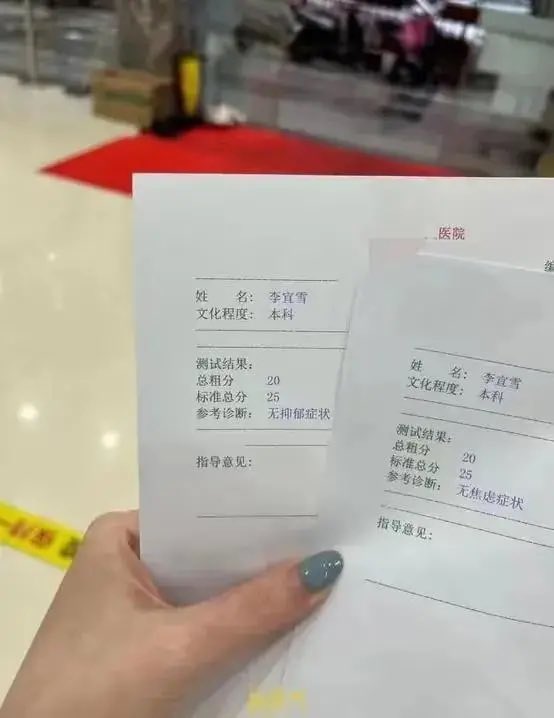 医院
姓 名: 李宜雪
文化程度: 本科
测试结果:
总粗分 20
标准总分 25
参考诊断: 无抑郁症状
指导意见:
编
姓 名: 李宜雪
文化程度: 本科
测试结果:
总粗分 20
标准总分 25
参考诊断: 无焦虑症状
指导意见: